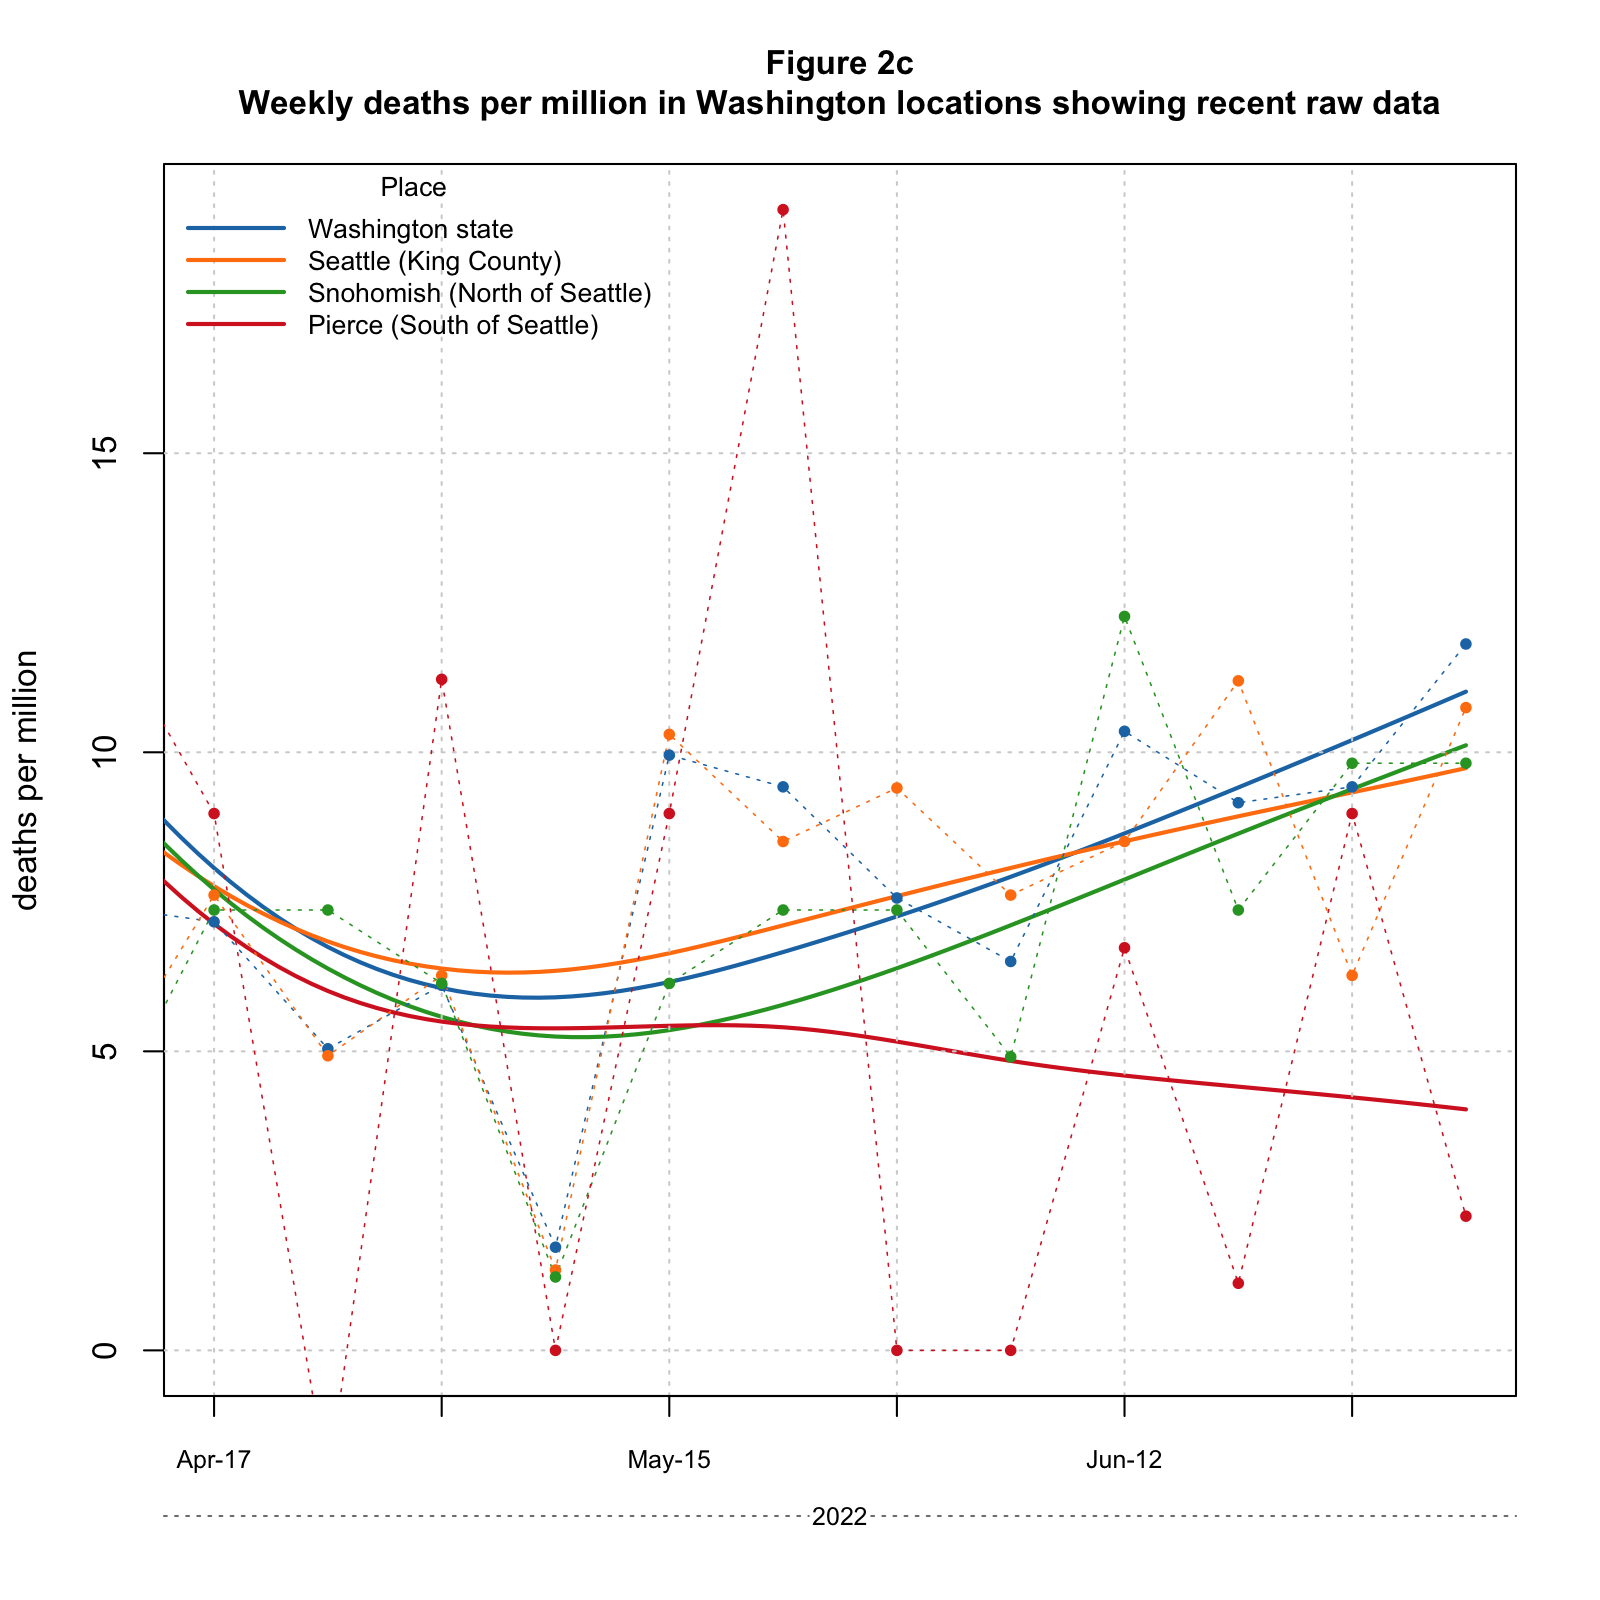 Figure 2c
Weekly deaths per million in Washington locations showing recent raw data
Place
Washington state
Seattle (King County)
Snohomish (North of Seattle)
Pierce (South of Seattle)
deaths per million
15
10
5
0
Apr-17
May-15
Jun-12
2022